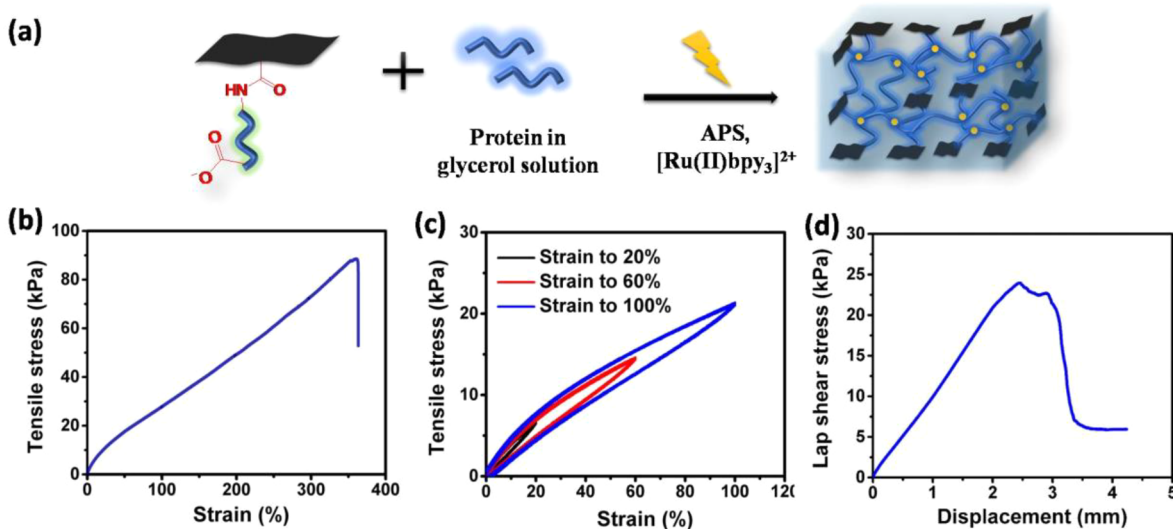 (a)
HN
O
O
O
+
Protein in
glycerol solution
APS,
[Ru(II)bpy₃]²⁺
(b)
Tensile stress (kPa)
100
80
60
40
20
0
0 100 200 300 400
Strain (%)
(c)
Tensile stress (kPa)
30
20
10
0
Strain to 20%
Strain to 60%
Strain to 100%
0 20 40 60 80 100 12
Strain (%)
(d)
Lap shear stress (kPa)
30
25
20
15
10
5
0
0 1 2 3 4 5
Displacement (mm)